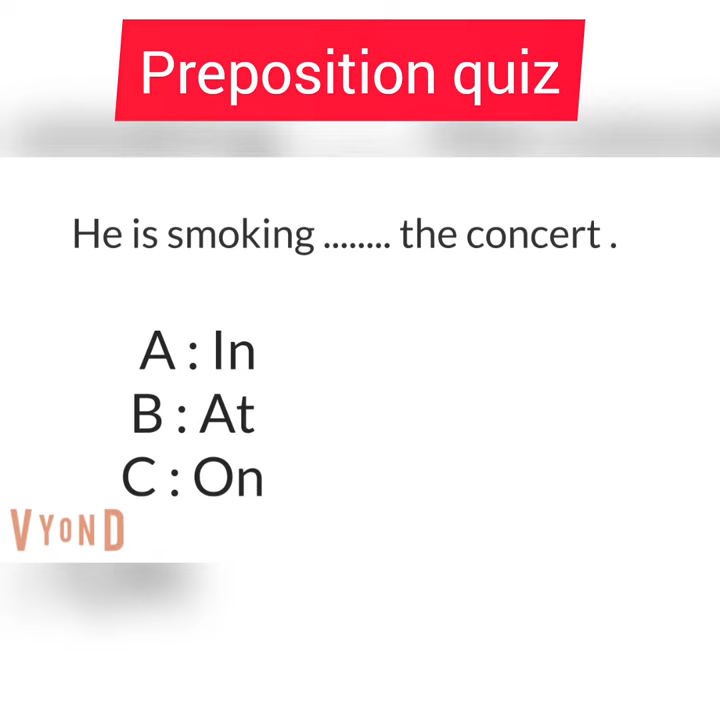 Preposition quiz
He is smoking ........ the concert .
A : In
B : At
C : On
VYOND